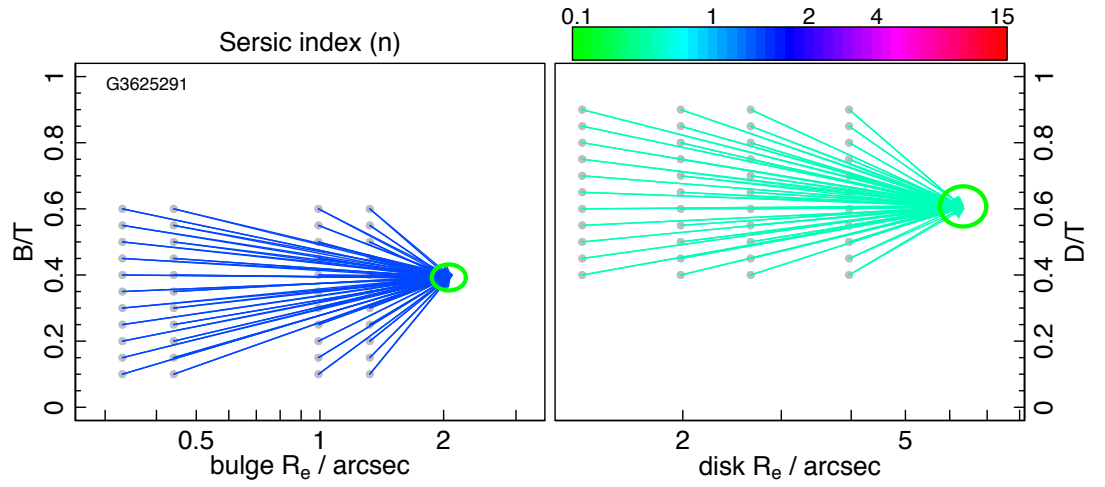 0.1 1 2 4 15
Sersic index (n)
G3625291
B/T
0 0.2 0.4 0.6 0.8 1
0.5 1 2
bulge Re / arcsec
2 5
disk Re / arcsec
0 0.2 0.4 0.6 0.8 1
D/T